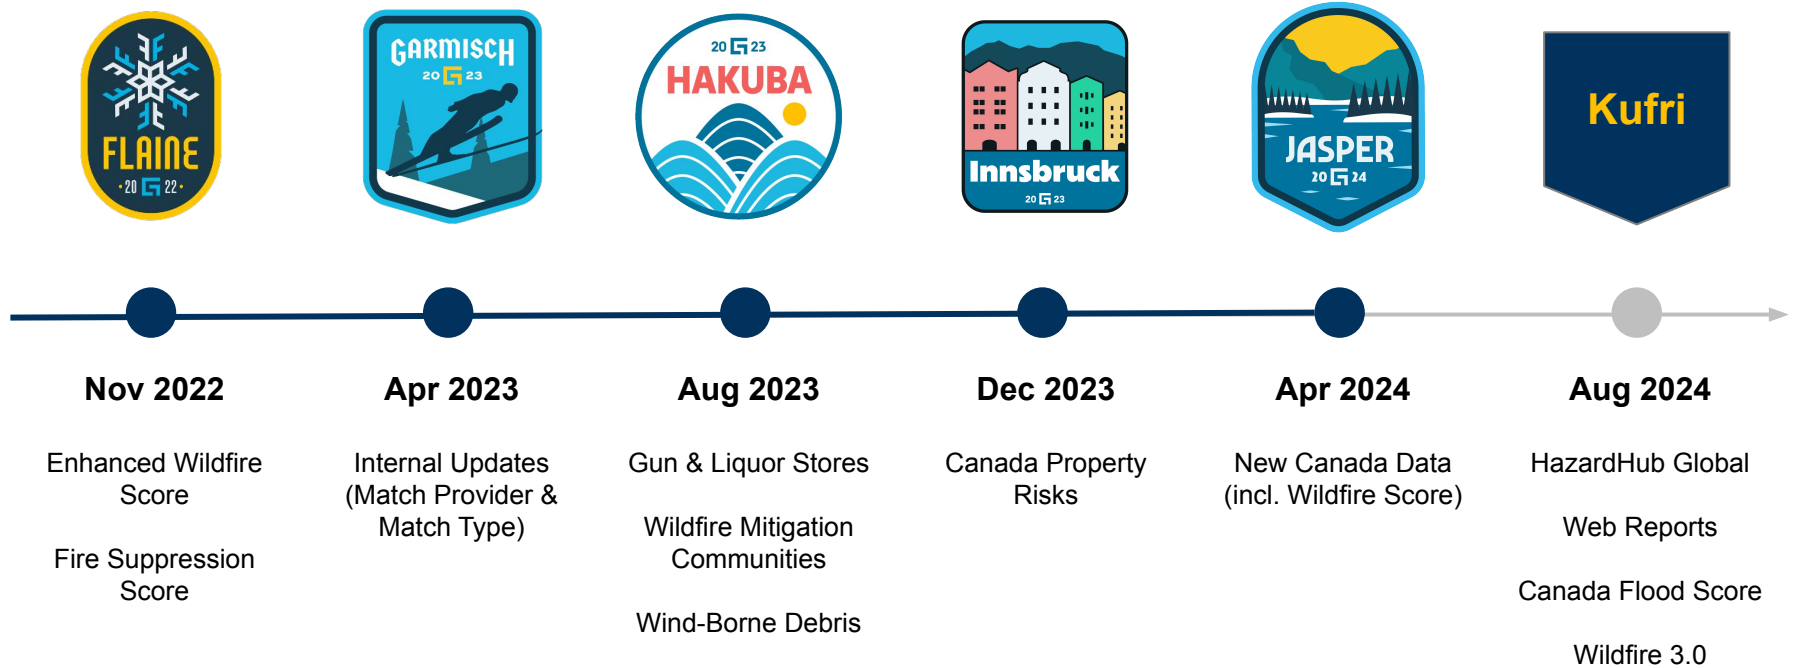 FLAINE
20 G 22
GARMISCH
20 G 23
20 G 23
HAKUBA
Innsbruck
20 G 23
JASPER
20 G 24
Kufri
Nov 2022
Enhanced Wildfire
Score
Fire Suppression
Score
Apr 2023
Internal Updates
(Match Provider &
Match Type)
Aug 2023
Gun & Liquor Stores
Wildfire Mitigation
Communities
Wind-Borne Debris
Dec 2023
Canada Property
Risks
Apr 2024
New Canada Data
(incl. Wildfire Score)
Aug 2024
HazardHub Global
Web Reports
Canada Flood Score
Wildfire 3.0